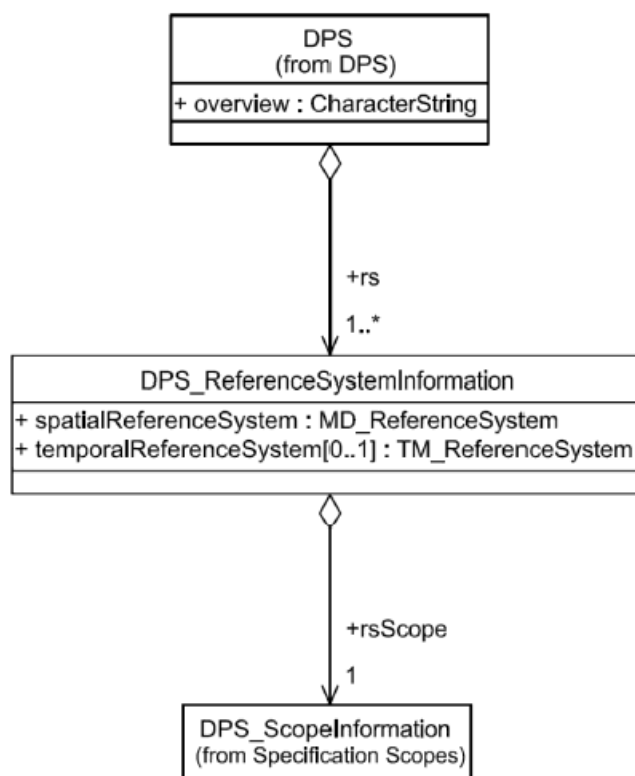 DPS
(from DPS)
+ overview : CharacterString
+rs
1..*
DPS_ReferenceSystemInformation
+ spatialReferenceSystem : MD_ReferenceSystem
+ temporalReferenceSystem[0..1] : TM_ReferenceSystem
+rsScope
1
DPS_ScopeInformation
(from Specification Scopes)